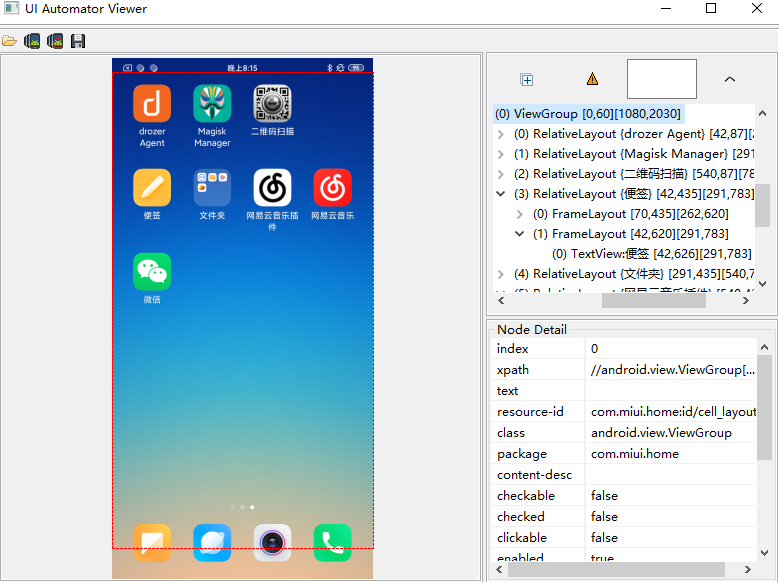 UI Automator Viewer
晚上8:15
95
drozer
Agent
Magisk
Manager
二维码扫描
便签
文件夹
网易云音乐插
件
网易云音乐
微信
(0) ViewGroup [0,60][1080,2030]
(0) RelativeLayout {drozer Agent} [42,87][2
(1) RelativeLayout {Magisk Manager} [291
(2) RelativeLayout {二维码扫描} [540,87][78
(3) RelativeLayout {便签} [42,435][291,783]
(0) FrameLayout [70,435][262,620]
(1) FrameLayout [42,620][291,783]
(0) TextView:便签 [42,626][291,783]
(4) RelativeLayout {文件夹} [291,435][540,7
Node Detail
index 0
xpath //android.view.ViewGroup[...
text
resource-id com.miui.home:id/cell_layout
class android.view.ViewGroup
package com.miui.home
content-desc
checkable false
checked false
clickable false
enabled true